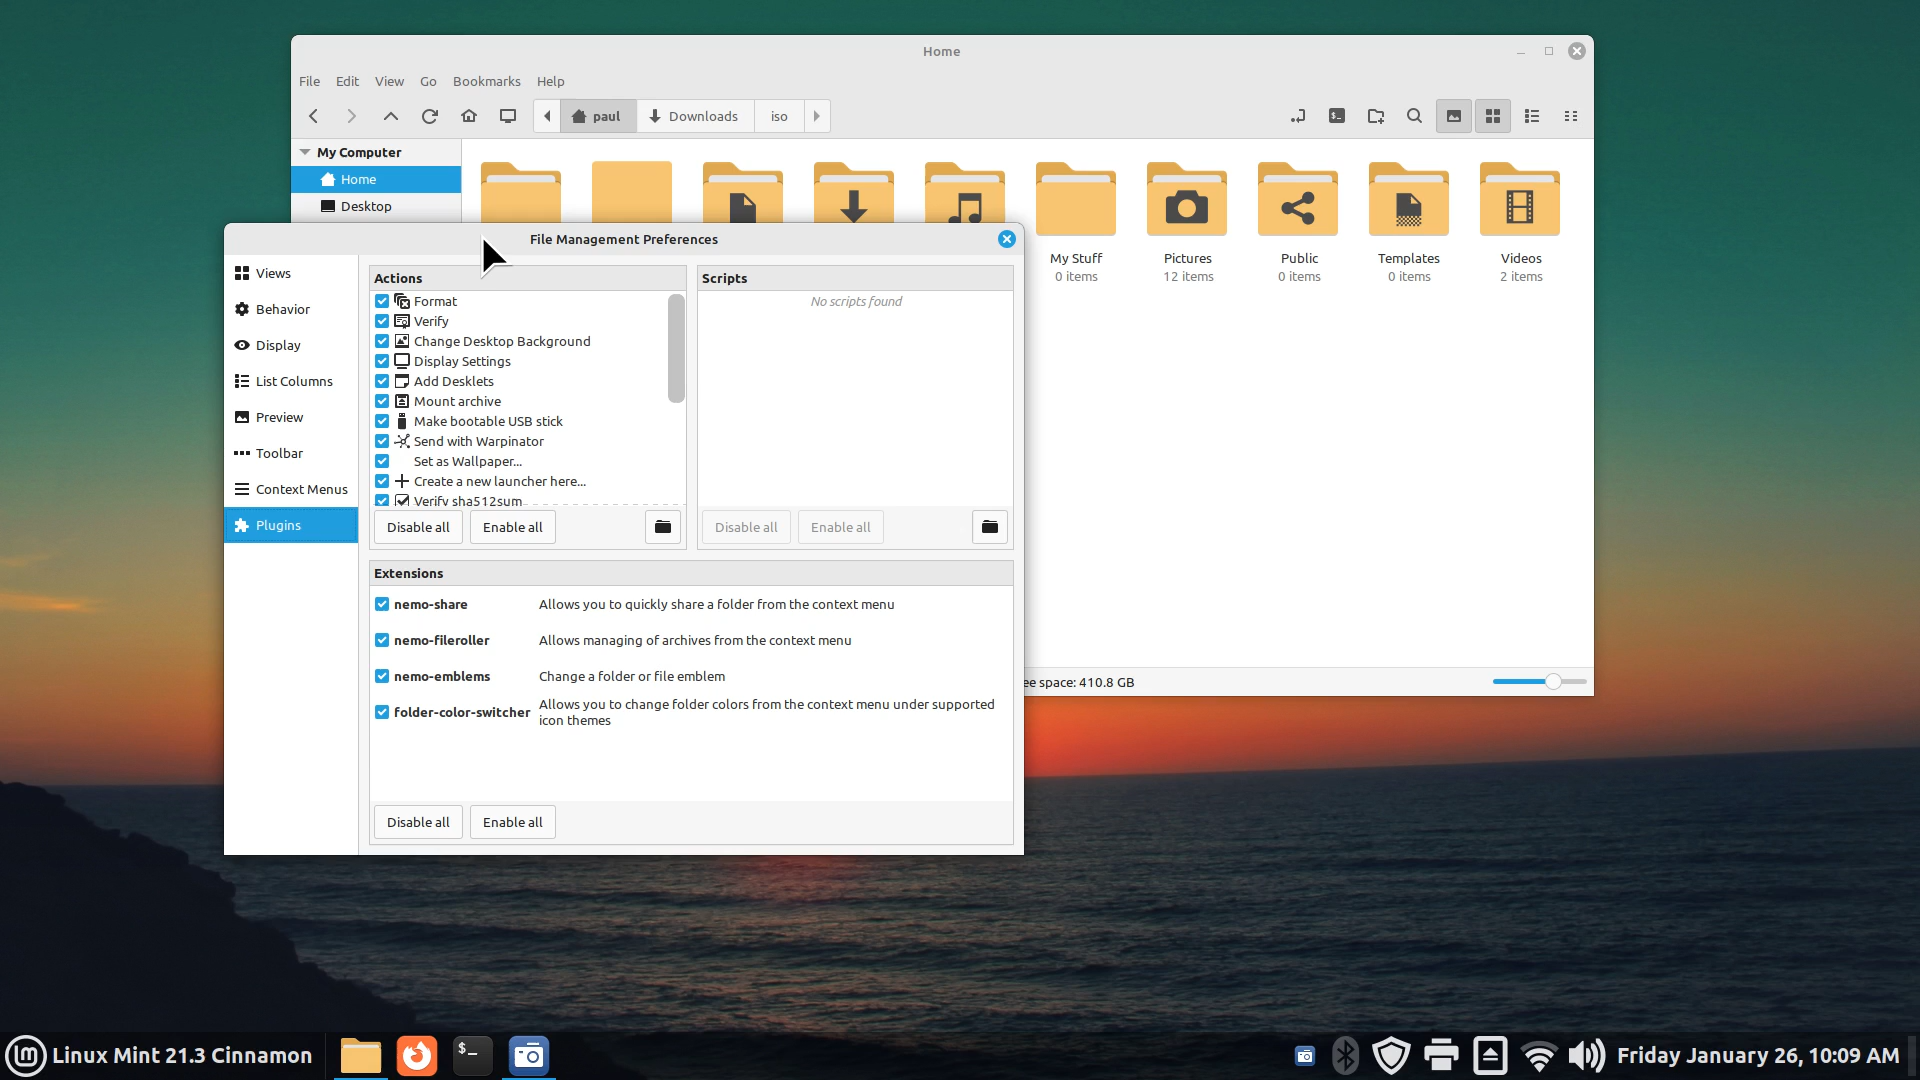 Home
File Edit View Go Bookmarks Help
paul Downloads iso
My Computer
Home
Desktop
My Stuff
0 items
Pictures
12 items
Public
0 items
Templates
0 items
Videos
2 items
File Management Preferences
Views
Behavior
Display
List Columns
Preview
Toolbar
Context Menus
Plugins
Actions
Format
Verify
Change Desktop Background
Display Settings
Add Desklets
Mount archive
Make bootable USB stick
Send with Warpinator
Set as Wallpaper...
Create a new launcher here...
Verify sha512sum
Disable all Enable all
Scripts
No scripts found
Disable all Enable all
Extensions
nemo-share Allows you to quickly share a folder from the context menu
nemo-fileroller Allows managing of archives from the context menu
nemo-emblems Change a folder or file emblem
folder-color-switcher Allows you to change folder colors from the context menu under supported
icon themes
Disable all Enable all
ee space: 410.8 GB
Linux Mint 21.3 Cinnamon
$_
Friday January 26, 10:09 AM